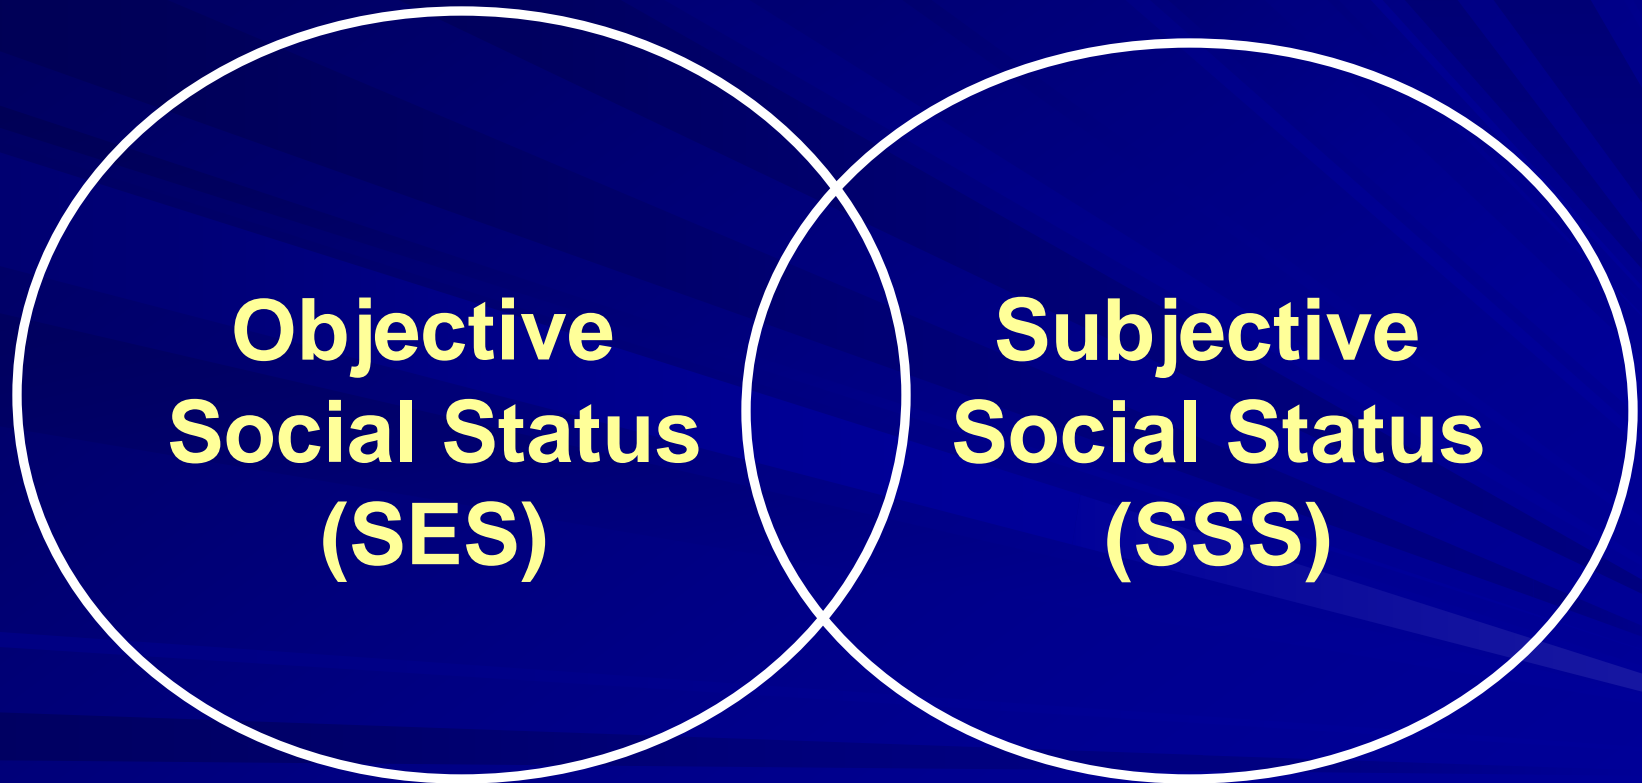 Objective
Social Status
(SES)
Subjective
Social Status
(SSS)